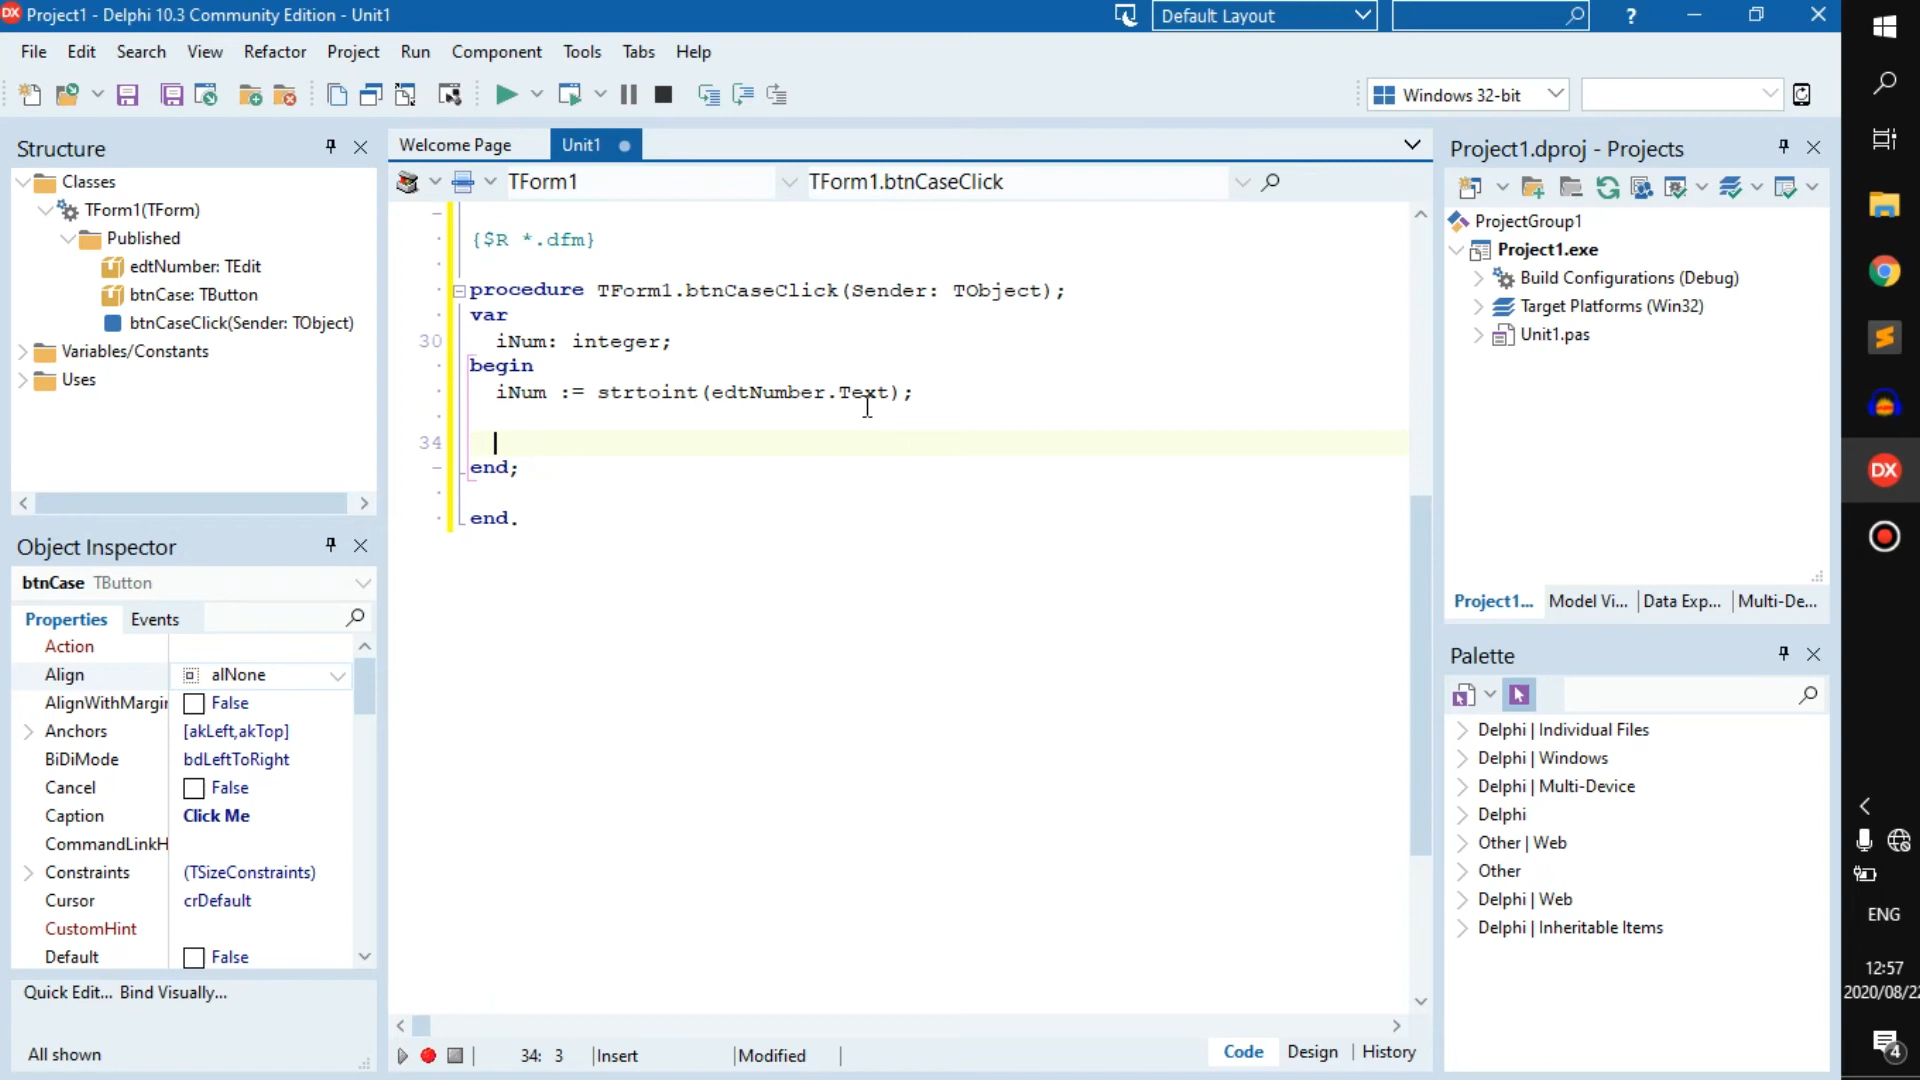 DX Project1 - Delphi 10.3 Community Edition - Unit1
Default Layout
?
File Edit Search View Refactor Project Run Component Tools Tabs Help
Windows 32-bit
Structure
Classes
TForm1(TForm)
Published
edtNumber: TEdit
btnCase: TButton
btnCaseClick(Sender: TObject)
Variables/Constants
Uses
Object Inspector
btnCase TButton
Properties Events
Action
Align alNone
AlignWithMargin False
Anchors [akLeft,akTop]
BiDiMode bdLeftToRight
Cancel False
Caption Click Me
CommandLinkH
Constraints (TSizeConstraints)
Cursor crDefault
CustomHint
Default False
Quick Edit... Bind Visually...
All shown
Welcome Page Unit1
TForm1 TForm1.btnCaseClick
{$R *.dfm}
procedure TForm1.btnCaseClick(Sender: TObject);
var
30 iNum: integer;
begin
iNum := strtoint(edtNumber.Text);
34
end;
end.
34: 3 Insert Modified
Code Design History
Project1.dproj - Projects
ProjectGroup1
Project1.exe
Build Configurations (Debug)
Target Platforms (Win32)
Unit1.pas
Project1... Model Vi... Data Exp... Multi-De...
Palette
Delphi | Individual Files
Delphi | Windows
Delphi | Multi-Device
Delphi
Other | Web
Other
Delphi | Web
Delphi | Inheritable Items
DX
ENG
12:57
2020/08/22
4